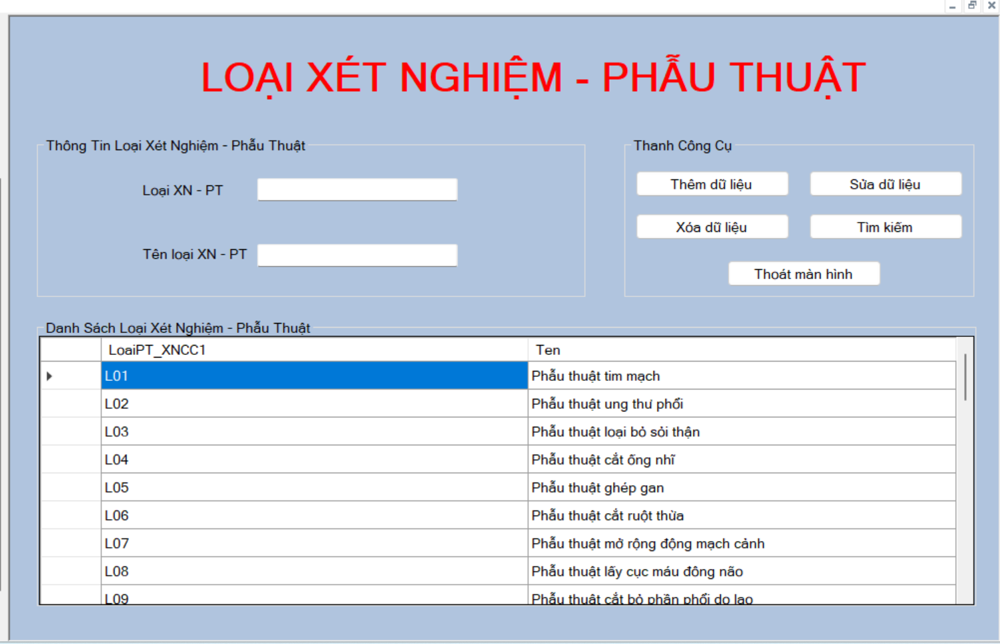 LOẠI XÉT NGHIỆM - PHẪU THUẬT
Thông Tin Loại Xét Nghiệm - Phẫu Thuật
Loại XN - PT
Tên loại XN - PT
Thanh Công Cụ
Thêm dữ liệu
Sửa dữ liệu
Xóa dữ liệu
Tìm kiếm
Thoát màn hình
Danh Sách Loại Xét Nghiệm - Phẫu Thuật
LoaiPT_XNCC1 Ten
L01 Phẫu thuật tim mạch
L02 Phẫu thuật ung thư phổi
L03 Phẫu thuật loại bỏ sỏi thận
L04 Phẫu thuật cắt ống nhĩ
L05 Phẫu thuật ghép gan
L06 Phẫu thuật cắt ruột thừa
L07 Phẫu thuật mở rộng động mạch cảnh
L08 Phẫu thuật lấy cục máu đông não
L09 Phẫu thuật cắt bỏ phần phổi do lao